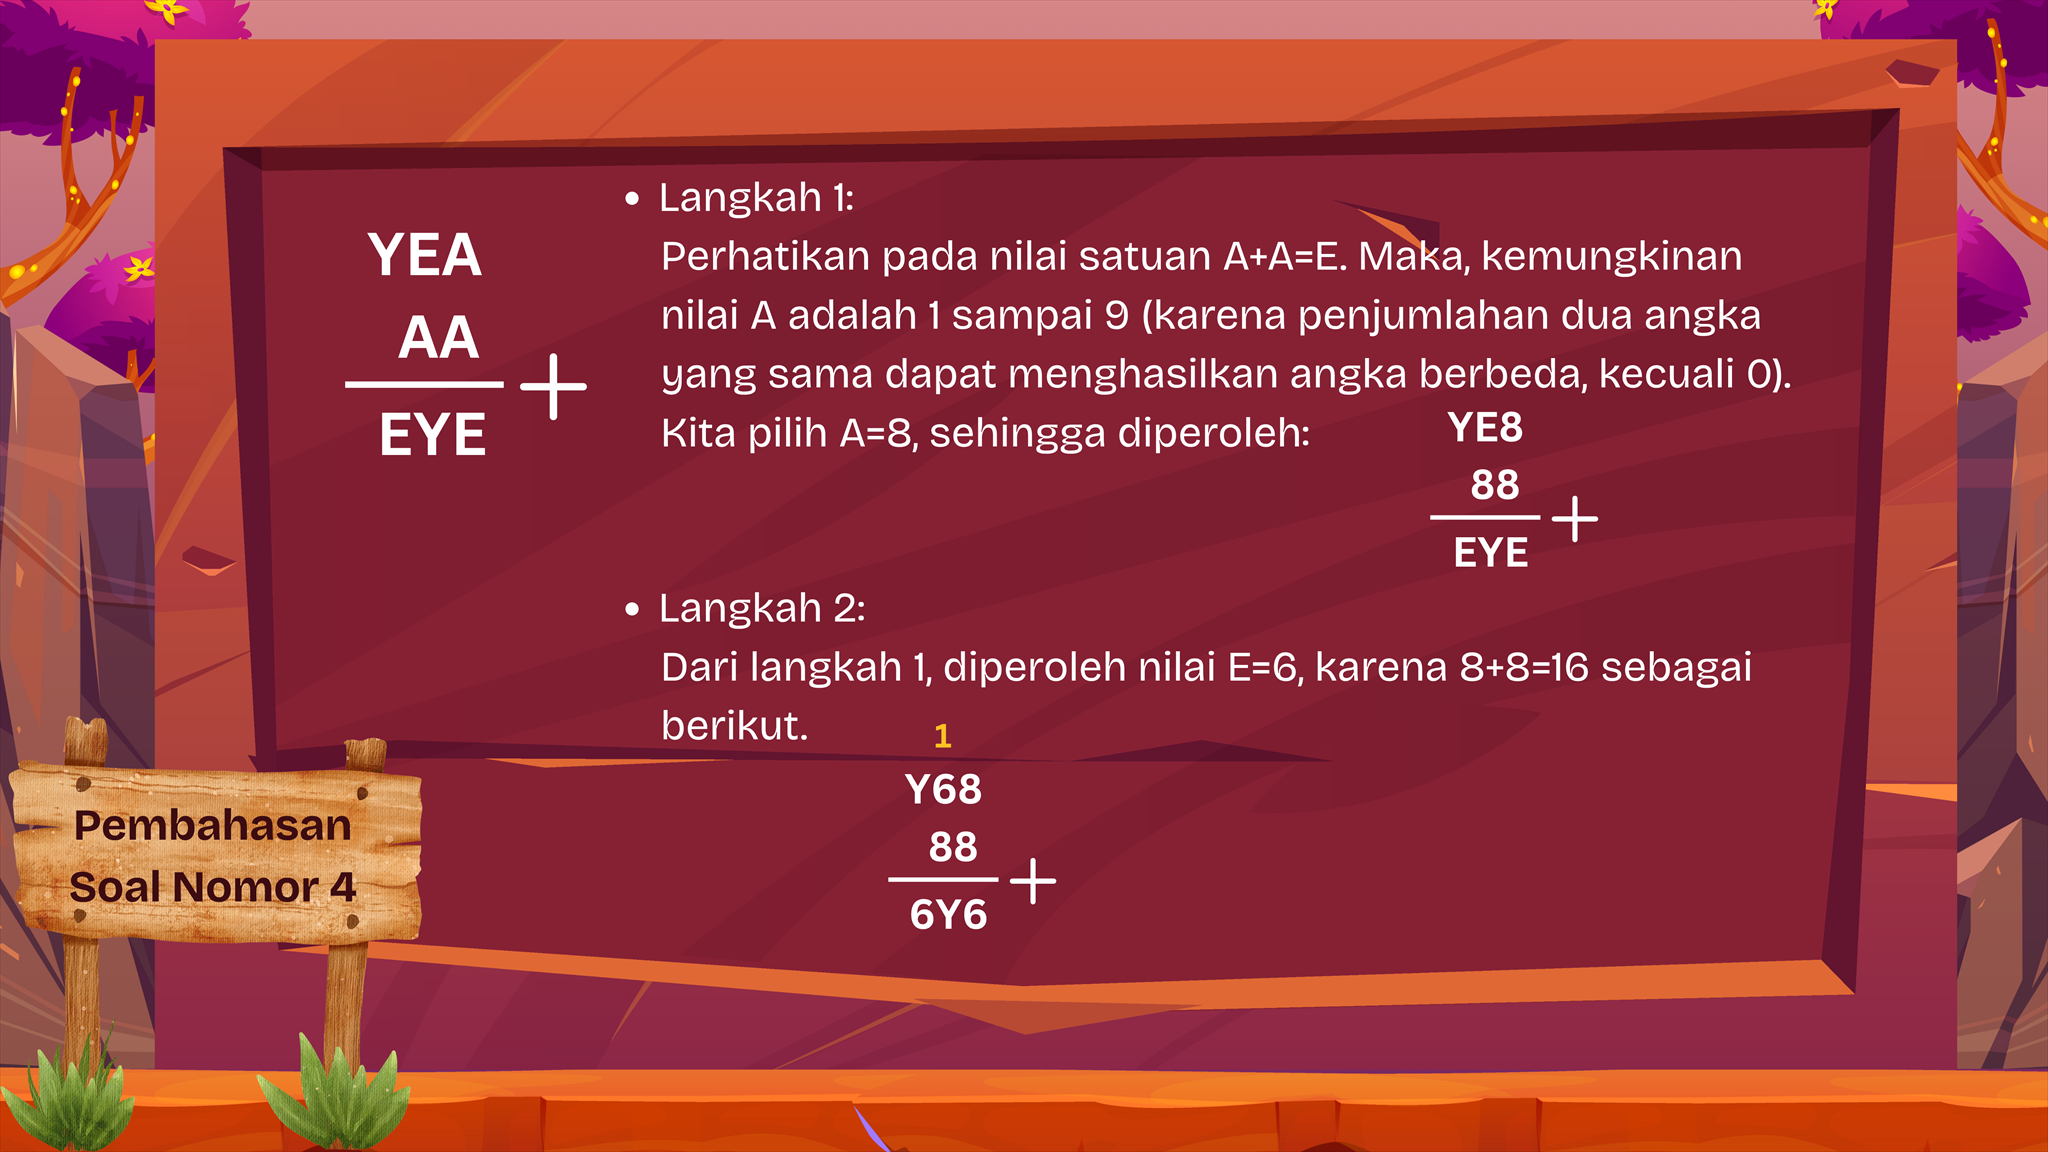 YEA
AA
+
EYE
• Langkah 1:
Perhatikan pada nilai satuan A+A=E. Maka, kemungkinan
nilai A adalah 1 sampai 9 (karena penjumlahan dua angka
yang sama dapat menghasilkan angka berbeda, kecuali 0).
Kita pilih A=8, sehingga diperoleh:
YE8
88
+
EYE
• Langkah 2:
Dari langkah 1, diperoleh nilai E=6, karena 8+8=16 sebagai
berikut.
1
Y68
88
+
6Y6
Pembahasan
Soal Nomor 4